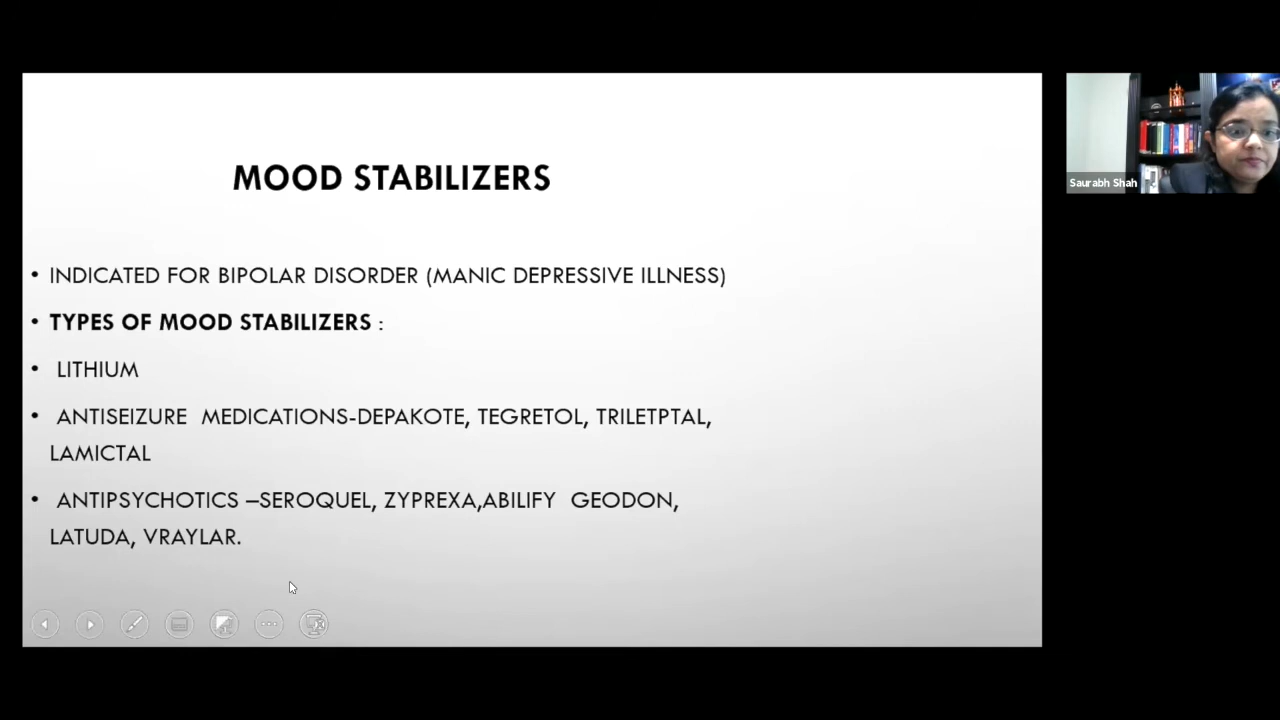 MOOD STABILIZERS
• INDICATED FOR BIPOLAR DISORDER (MANIC DEPRESSIVE ILLNESS)
• TYPES OF MOOD STABILIZERS :
• LITHIUM
• ANTISEIZURE MEDICATIONS-DEPAKOTE, TEGRETOL, TRILETPTAL,
LAMICTAL
• ANTIPSYCHOTICS –SEROQUEL, ZYPREXA,ABILIFY GEODON,
LATUDA, VRAYLAR.
Saurabh Shah